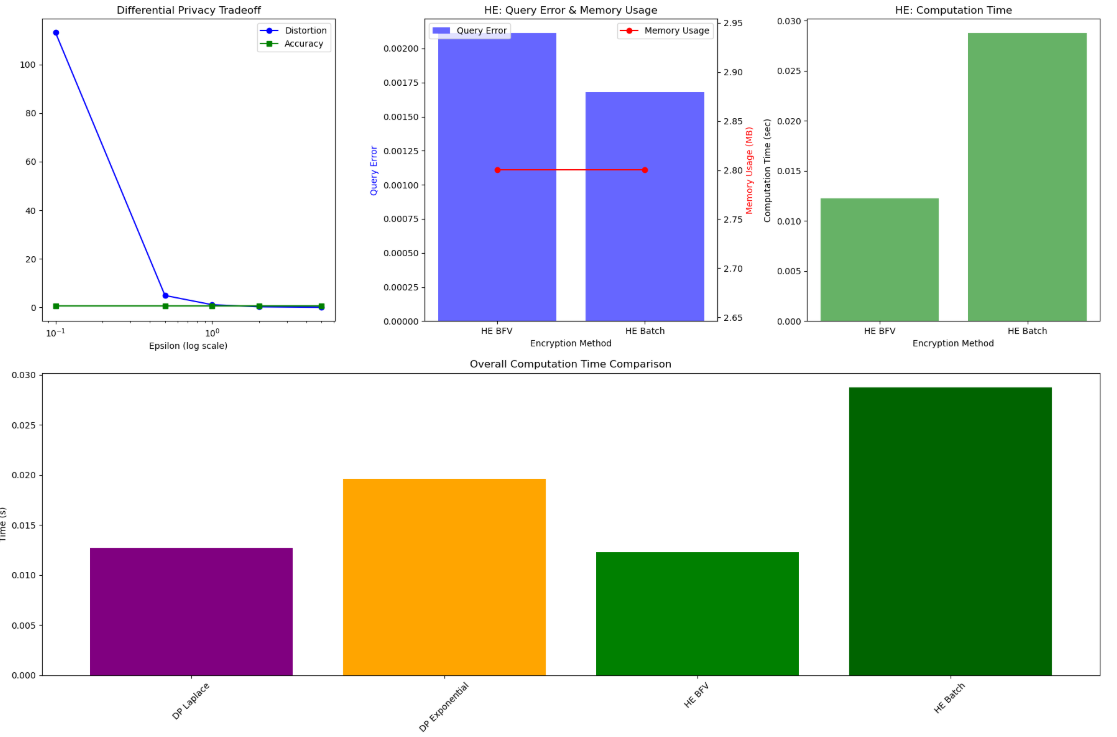 Differential Privacy Tradeoff
Distortion
Accuracy
100
80
60
40
20
0
10⁻¹
10⁰
Epsilon (log scale)
HE: Query Error & Memory Usage
Query Error
Memory Usage
0.00200
0.00175
0.00150
0.00125
0.00100
0.00075
0.00050
0.00025
0.00000
Query Error
2.95
2.90
2.85
2.80
2.75
2.70
2.65
Memory Usage (MB)
HE BFV
HE Batch
Encryption Method
HE: Computation Time
0.030
0.025
0.020
0.015
0.010
0.005
0.000
Computation Time (sec)
HE BFV
HE Batch
Encryption Method
Overall Computation Time Comparison
0.030
0.025
0.020
0.015
0.010
0.005
0.000
Time (s)
DP Laplace
DP Exponential
HE BFV
HE Batch